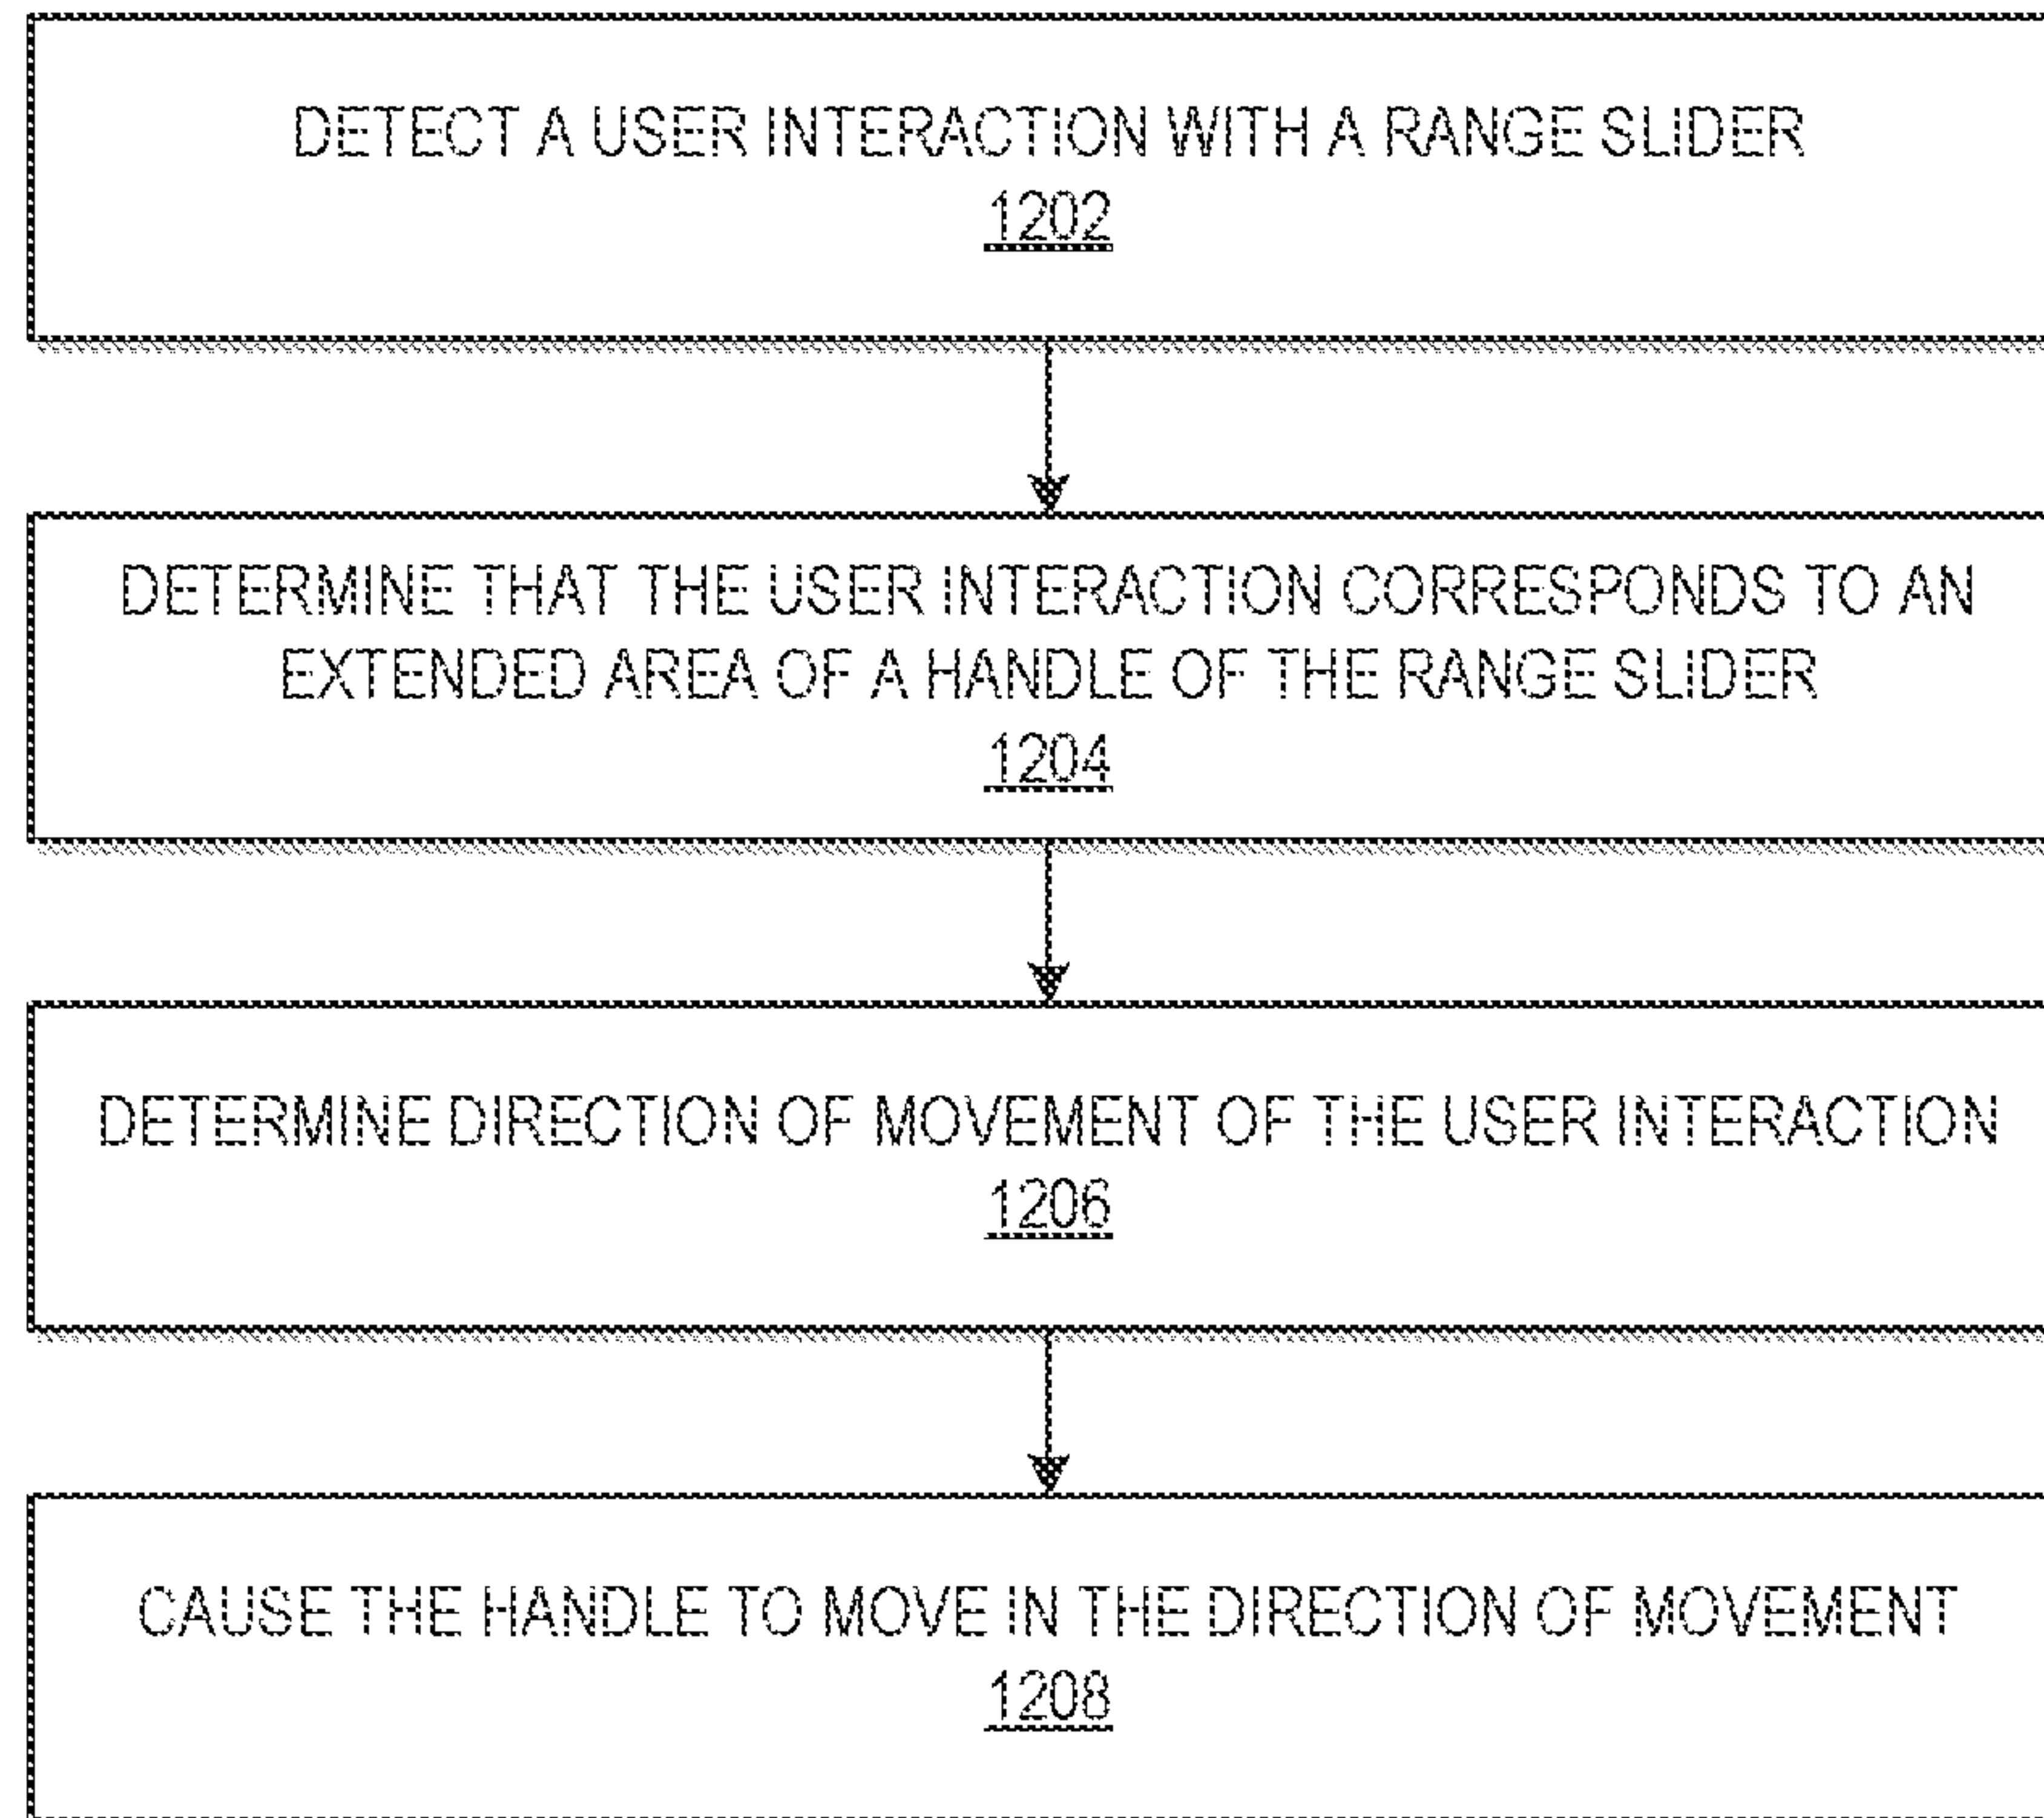 DETECT A USER INTERACTION WITH A RANGE SLIDER
1202
DETERMINE THAT THE USER INTERACTION CORRESPONDS TO AN
EXTENDED AREA OF A HANDLE OF THE RANGE SLIDER
1204
DETERMINE DIRECTION OF MOVEMENT OF THE USER INTERACTION
1206
CAUSE THE HANDLE TO MOVE IN THE DIRECTION OF MOVEMENT
1208